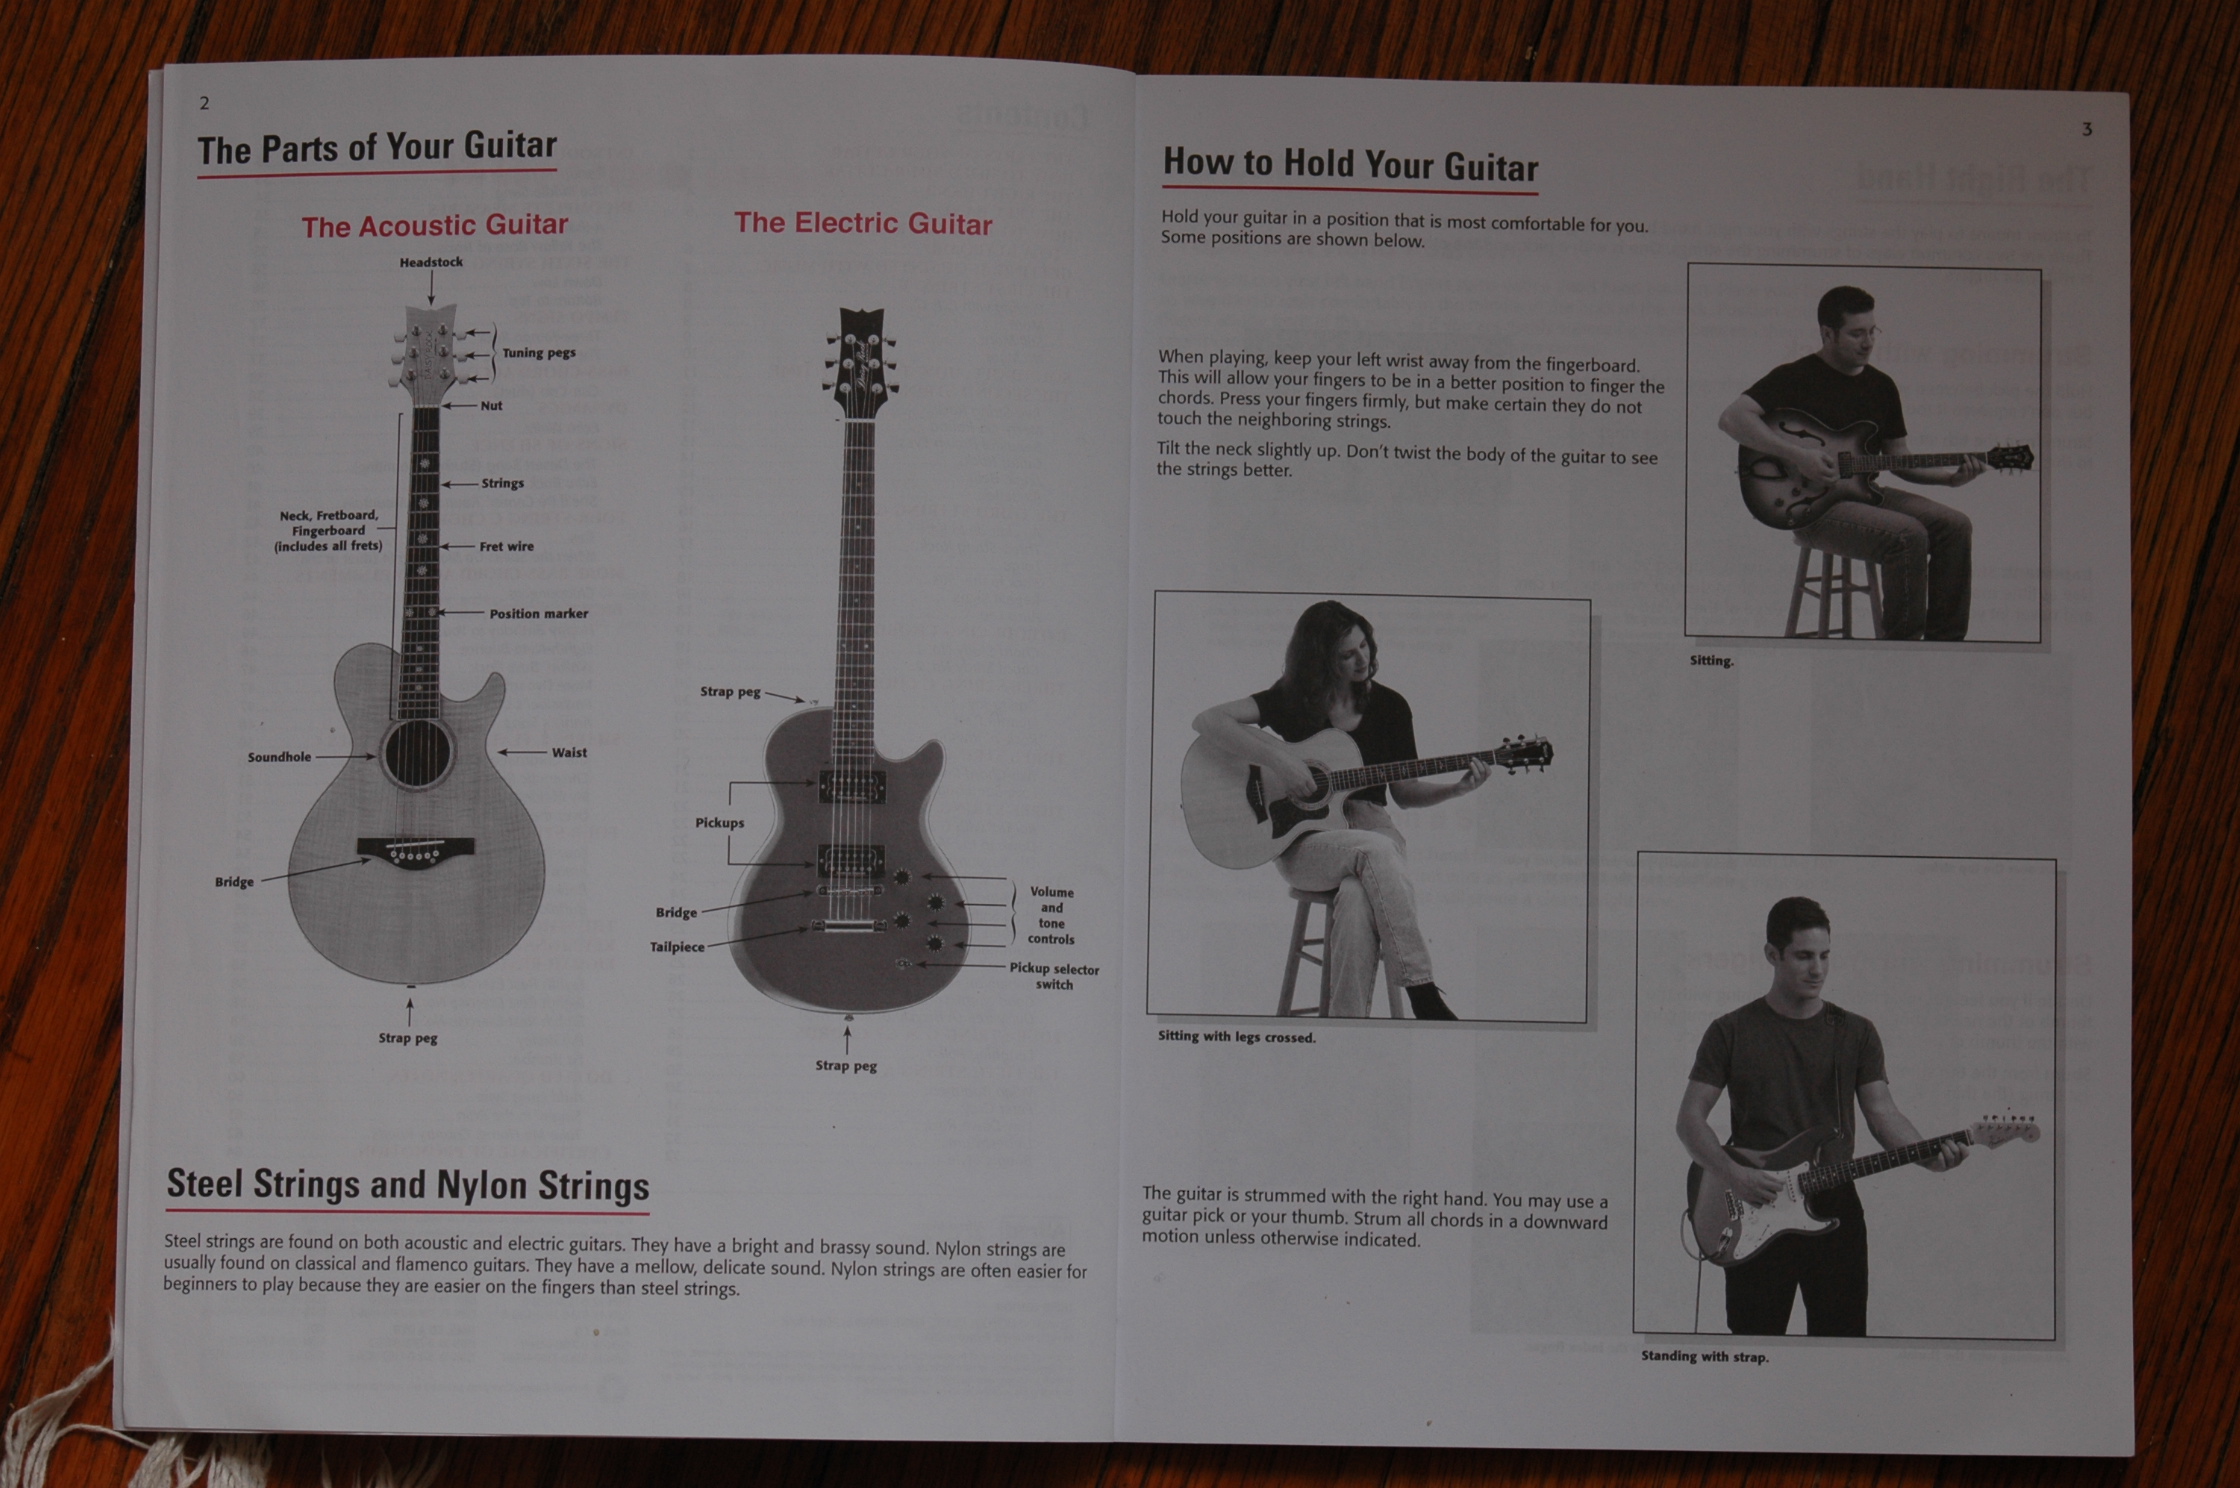 2
The Parts of Your Guitar
The Acoustic Guitar
Headstock
Tuning pegs
Nut
Strings
Neck, Fretboard,
Fingerboard
(includes all frets)
Fret wire
Position marker
Soundhole
Waist
Bridge
Strap peg
The Electric Guitar
Strap peg
Pickups
Bridge
Tailpiece
Volume
and
tone
controls
Pickup selector
switch
Strap peg
Steel Strings and Nylon Strings
Steel strings are found on both acoustic and electric guitars. They have a bright and brassy sound. Nylon strings are
usually found on classical and flamenco guitars. They have a mellow, delicate sound. Nylon strings are often easier for
beginners to play because they are easier on the fingers than steel strings.
3
How to Hold Your Guitar
Hold your guitar in a position that is most comfortable for you.
Some positions are shown below.
When playing, keep your left wrist away from the fingerboard.
This will allow your fingers to be in a better position to finger the
chords. Press your fingers firmly, but make certain they do not
touch the neighboring strings.
Tilt the neck slightly up. Don't twist the body of the guitar to see
the strings better.
Sitting.
Sitting with legs crossed.
The guitar is strummed with the right hand. You may use a
guitar pick or your thumb. Strum all chords in a downward
motion unless otherwise indicated.
Standing with strap.